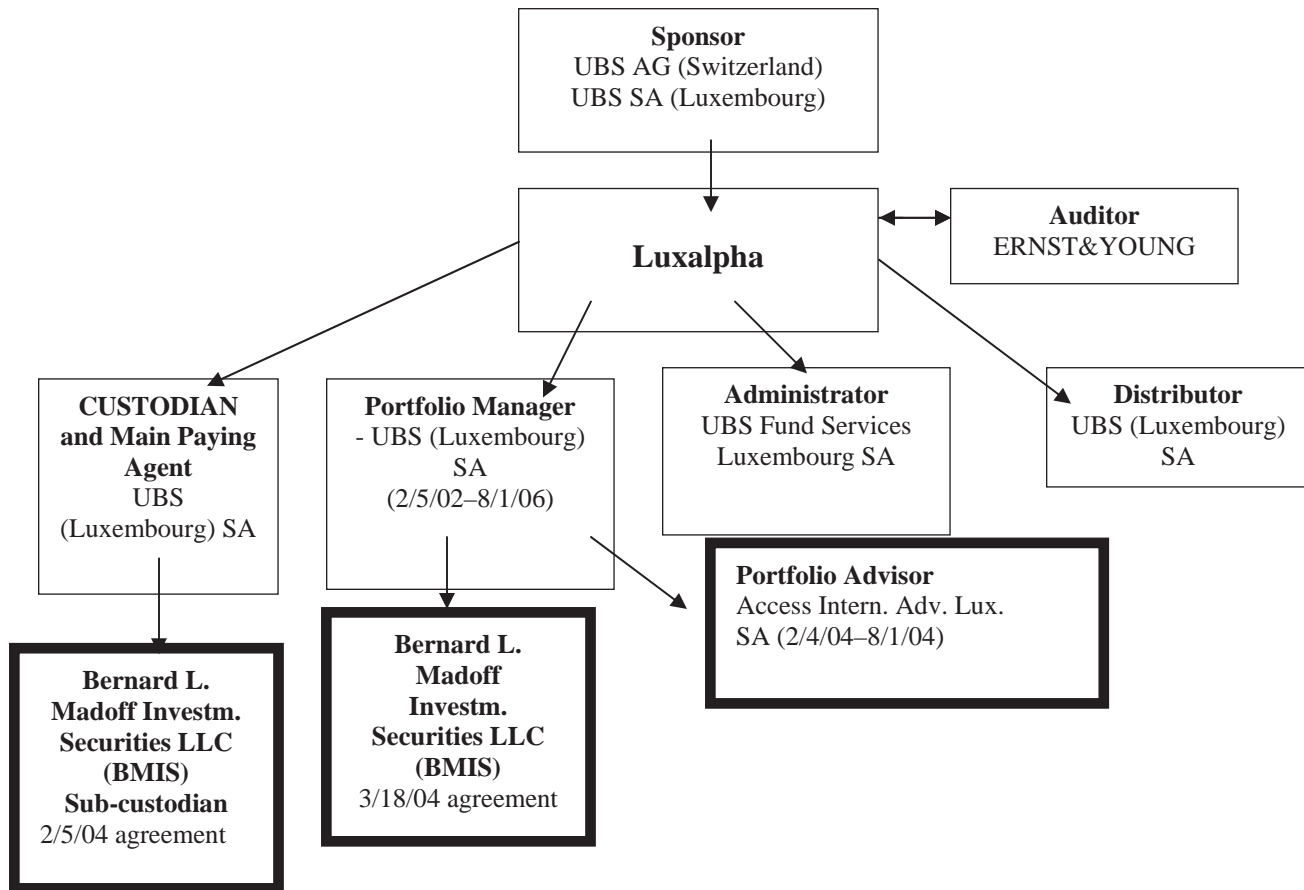 Sponsor
UBS AG (Switzerland)
UBS SA (Luxembourg)
Luxalpha
Auditor
ERNST&YOUNG
CUSTODIAN
and Main Paying
Agent
UBS
(Luxembourg) SA
Portfolio Manager
- UBS (Luxembourg)
SA
(2/5/02–8/1/06)
Administrator
UBS Fund Services
Luxembourg SA
Distributor
UBS (Luxembourg)
SA
Portfolio Advisor
Access Intern. Adv. Lux.
SA (2/4/04–8/1/04)
Bernard L.
Madoff Investm.
Securities LLC
(BMIS)
Sub-custodian
2/5/04 agreement
Bernard L.
Madoff
Investm.
Securities LLC
(BMIS)
3/18/04 agreement